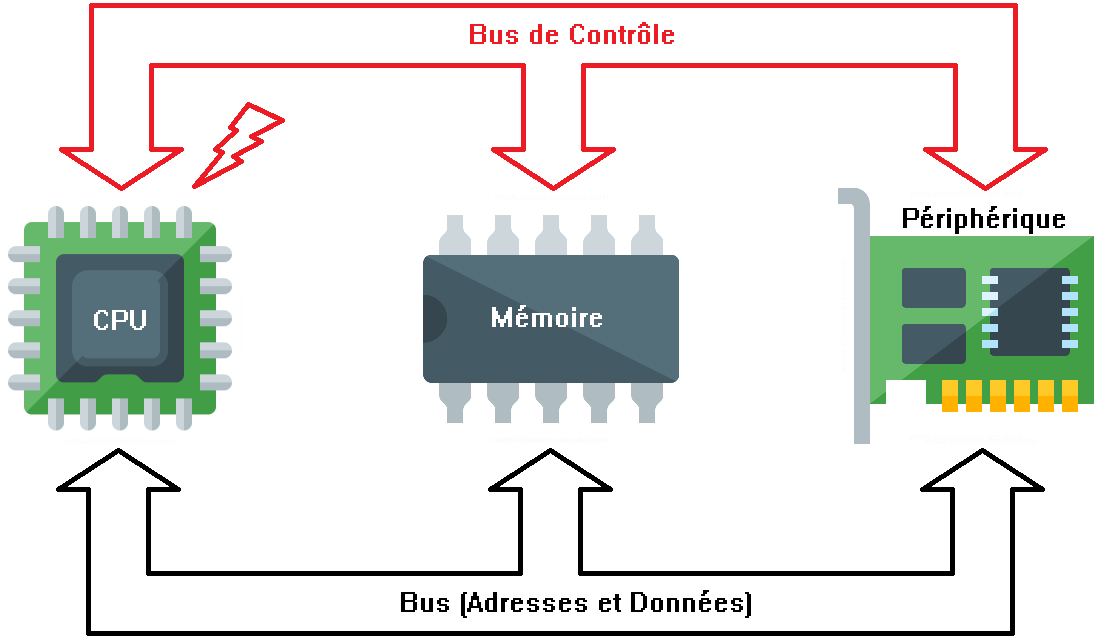 Bus de Contrôle
Périphérique
CPU
Mémoire
Bus (Adresses et Données)